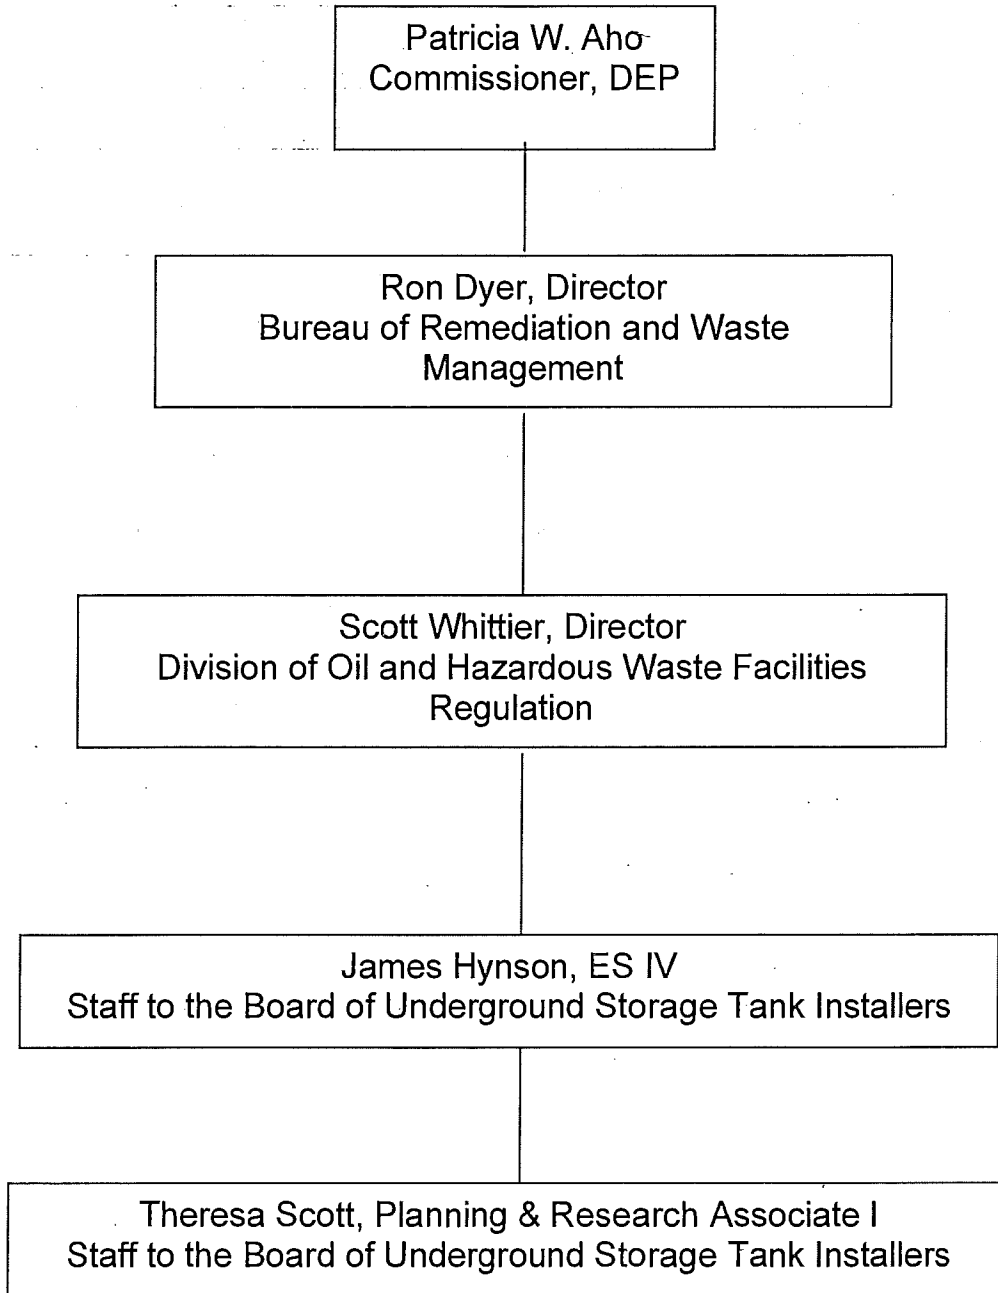 Patricia W. Aho
Commissioner, DEP
Ron Dyer, Director
Bureau of Remediation and Waste
Management
Scott Whittier, Director
Division of Oil and Hazardous Waste Facilities
Regulation
James Hynson, ES IV
Staff to the Board of Underground Storage Tank Installers
Theresa Scott, Planning & Research Associate I
Staff to the Board of Underground Storage Tank Installers